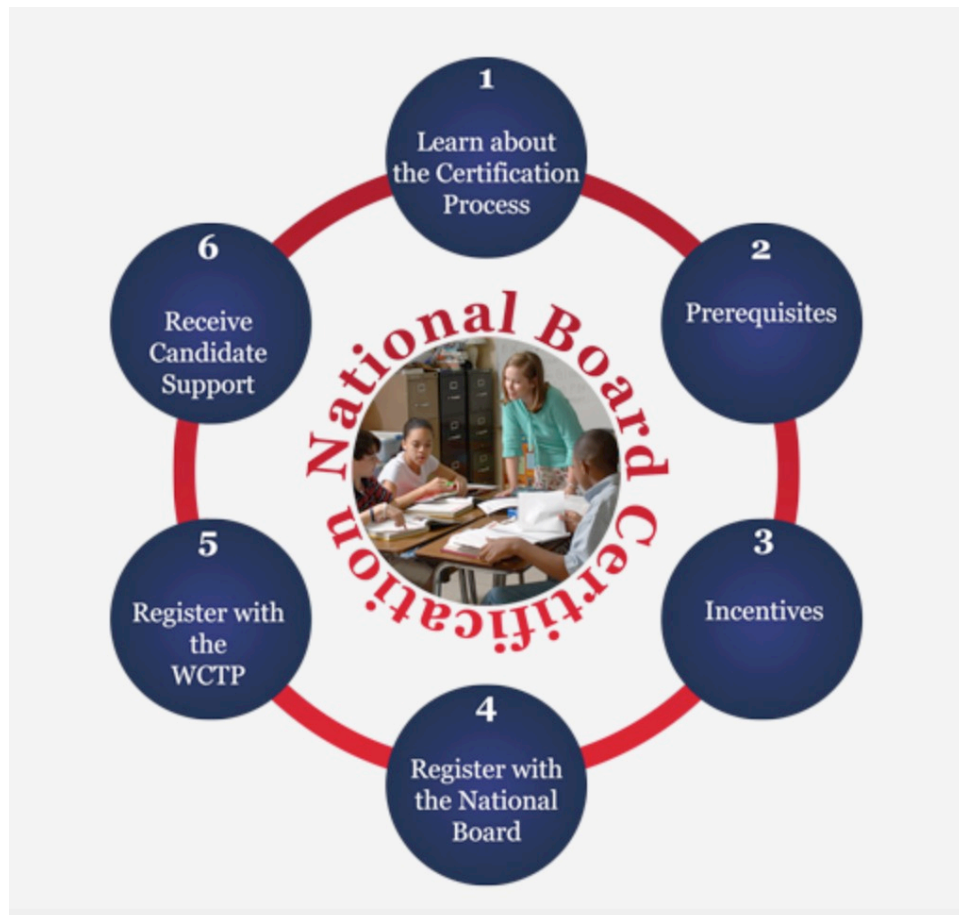 1
Learn about
the Certification
Process
2
Prerequisites
3
Incentives
4
Register with
the National
Board
5
Register with
the
WCTP
6
Receive
Candidate
Support
National Board Certification